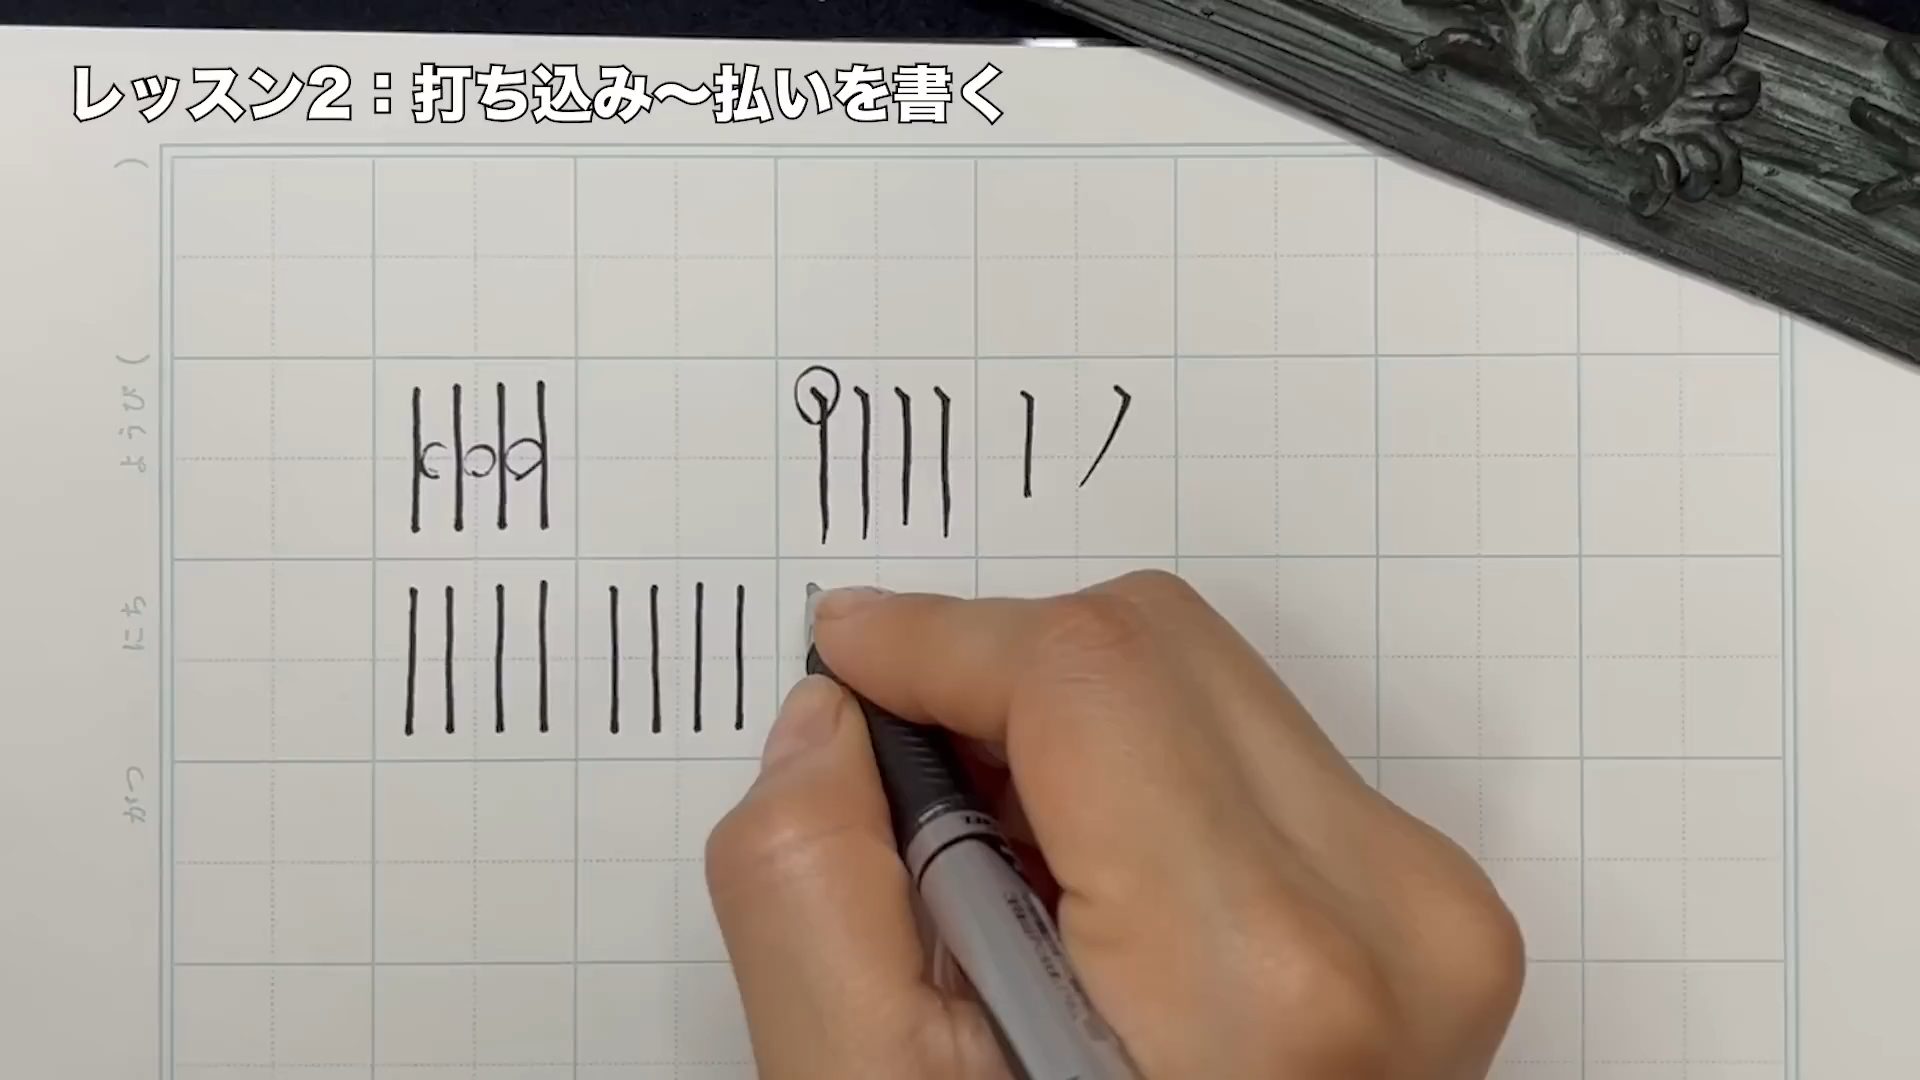 レッスン2：打ち込み〜払いを書く
ようび（　）
にち
がつ